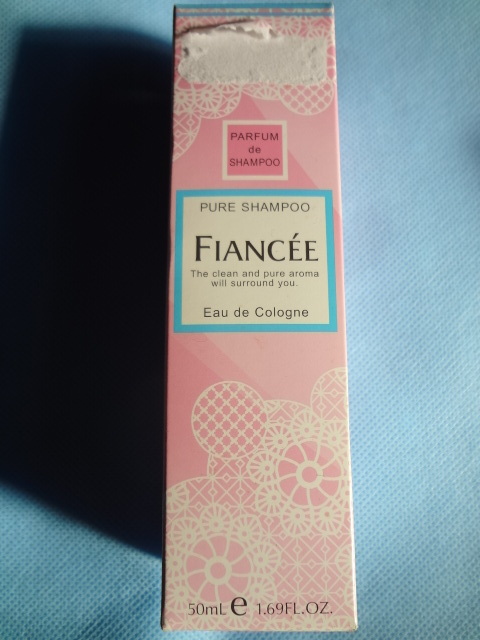 PARFUM
de
SHAMPOO
PURE SHAMPOO
FIANCÉE
The clean and pure aroma
will surround you.
Eau de Cologne
50mL e 1.69FL.OZ.